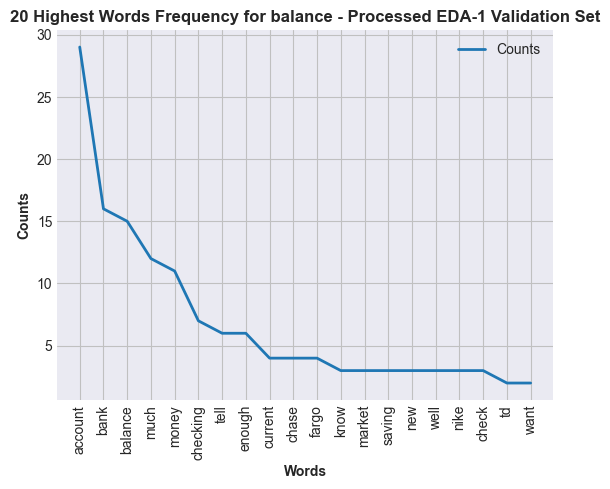 20 Highest Words Frequency for balance - Processed EDA-1 Validation Set
Counts
30
25
20
15
10
5
Counts
account
bank
balance
much
money
checking
tell
enough
current
chase
fargo
know
market
saving
new
well
nike
check
td
want
Words